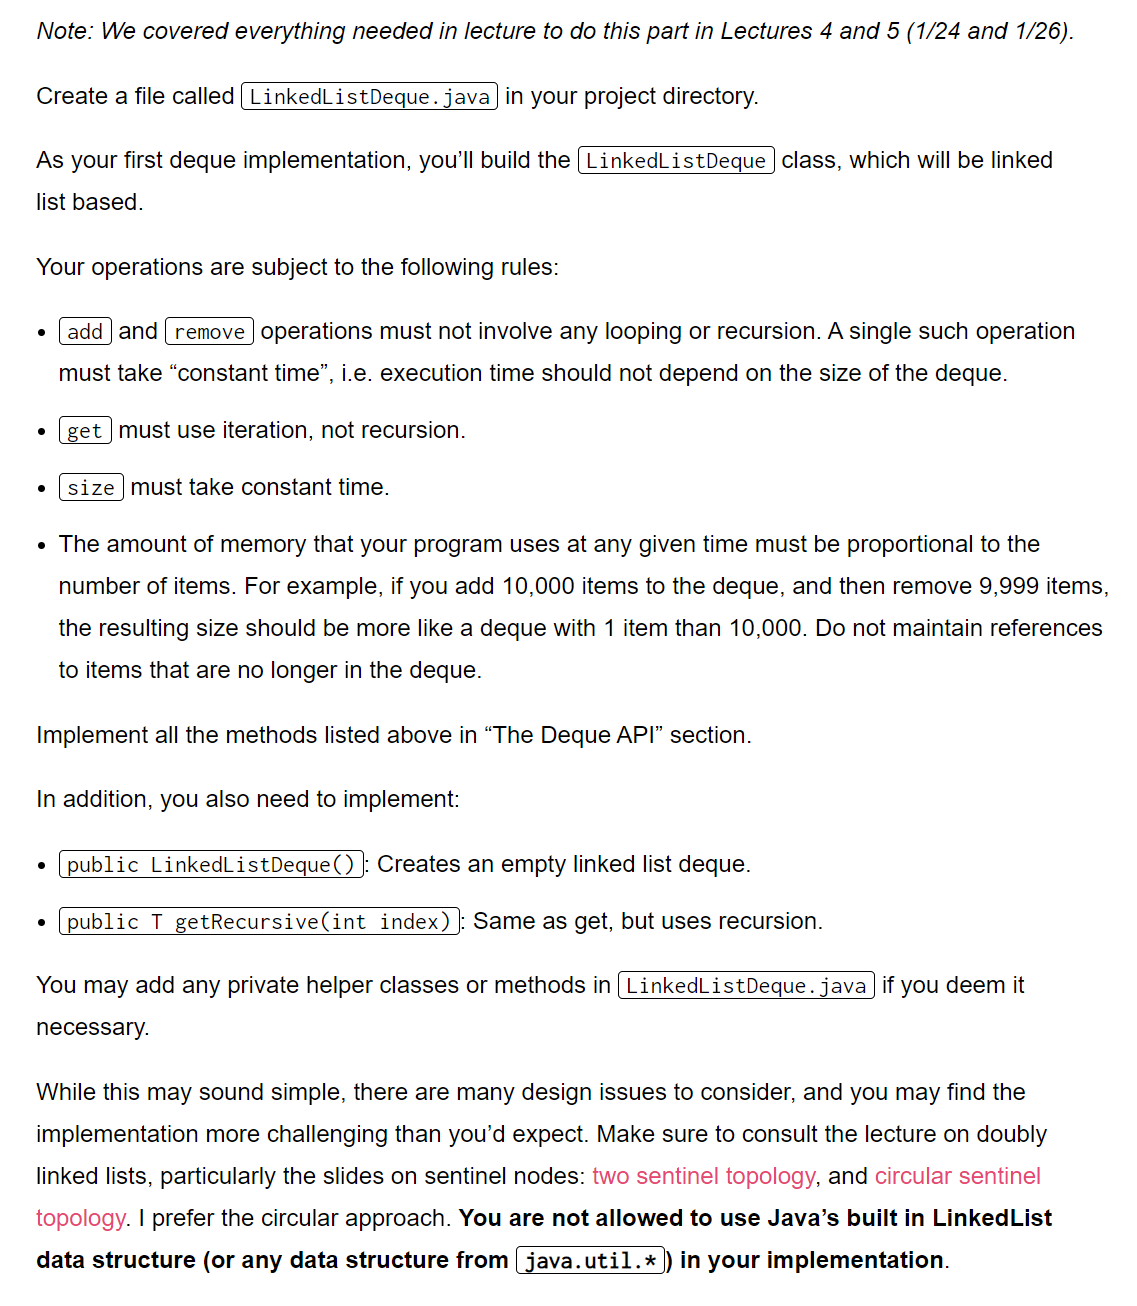 Note: We covered everything needed in lecture to do this part in Lectures 4 and 5 (1/24 and 1/26).
Create a file called LinkedListDeque.java in your project directory.
As your first deque implementation, you’ll build the LinkedListDeque class, which will be linked
list based.
Your operations are subject to the following rules:
• add and remove operations must not involve any looping or recursion. A single such operation
must take “constant time”, i.e. execution time should not depend on the size of the deque.
• get must use iteration, not recursion.
• size must take constant time.
• The amount of memory that your program uses at any given time must be proportional to the
number of items. For example, if you add 10,000 items to the deque, and then remove 9,999 items,
the resulting size should be more like a deque with 1 item than 10,000. Do not maintain references
to items that are no longer in the deque.
Implement all the methods listed above in “The Deque API” section.
In addition, you also need to implement:
• public LinkedListDeque(): Creates an empty linked list deque.
• public T getRecursive(int index): Same as get, but uses recursion.
You may add any private helper classes or methods in LinkedListDeque.java if you deem it
necessary.
While this may sound simple, there are many design issues to consider, and you may find the
implementation more challenging than you’d expect. Make sure to consult the lecture on doubly
linked lists, particularly the slides on sentinel nodes: two sentinel topology, and circular sentinel
topology. I prefer the circular approach. You are not allowed to use Java’s built in LinkedList
data structure (or any data structure from java.util.*) in your implementation.